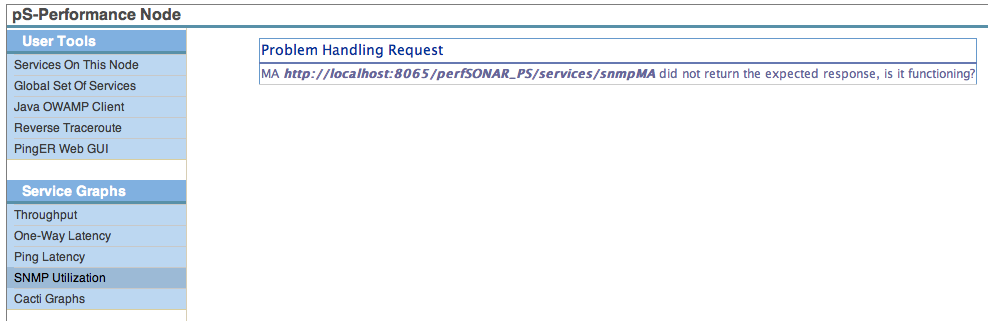 pS-Performance Node
User Tools
Services On This Node
Global Set Of Services
Java OWAMP Client
Reverse Traceroute
PingER Web GUI
Service Graphs
Throughput
One-Way Latency
Ping Latency
SNMP Utilization
Cacti Graphs
Problem Handling Request
MA http://localhost:8065/perfSONAR_PS/services/snmpMA did not return the expected response, is it functioning?